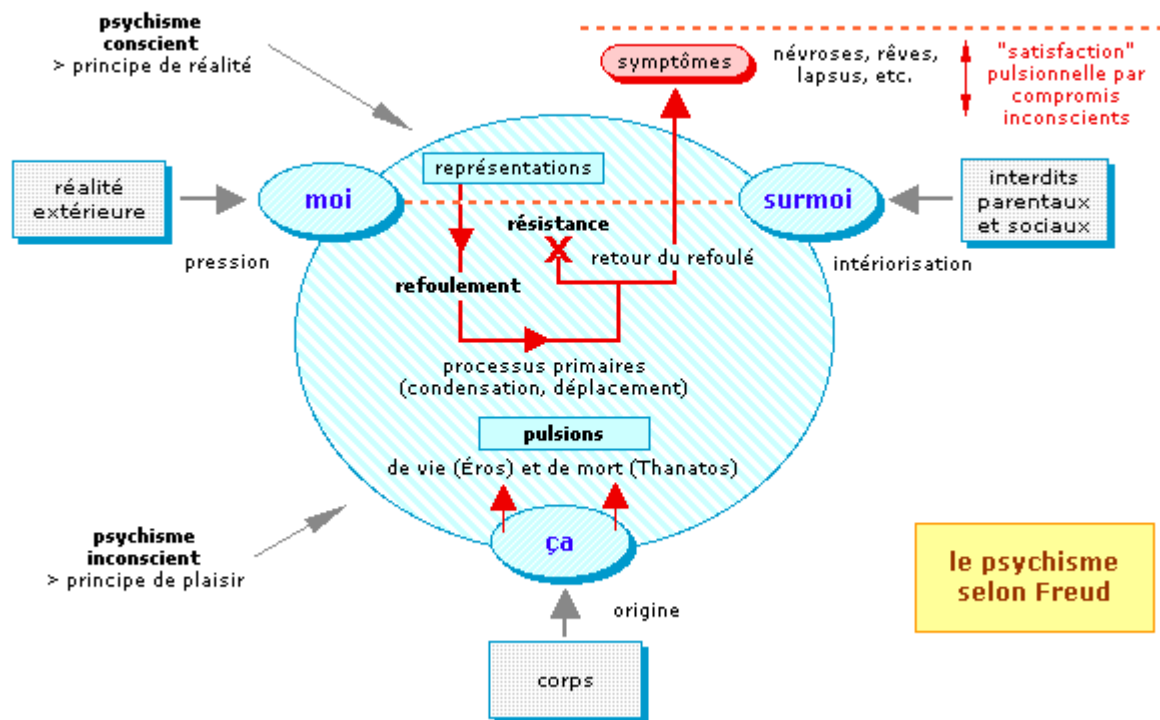 psychisme
conscient
> principe de réalité
symptômes
névroses, rêves,
lapsus, etc.
"satisfaction"
pulsionnelle par
compromis
inconscients
réalité
extérieure
moi
représentations
surmoi
interdits
parentaux
et sociaux
pression
résistance
retour du refoulé
intériorisation
refoulement
processus primaires
(condensation, déplacement)
pulsions
de vie (Éros) et de mort (Thanatos)
psychisme
inconscient
> principe de plaisir
ça
le psychisme
selon Freud
origine
corps